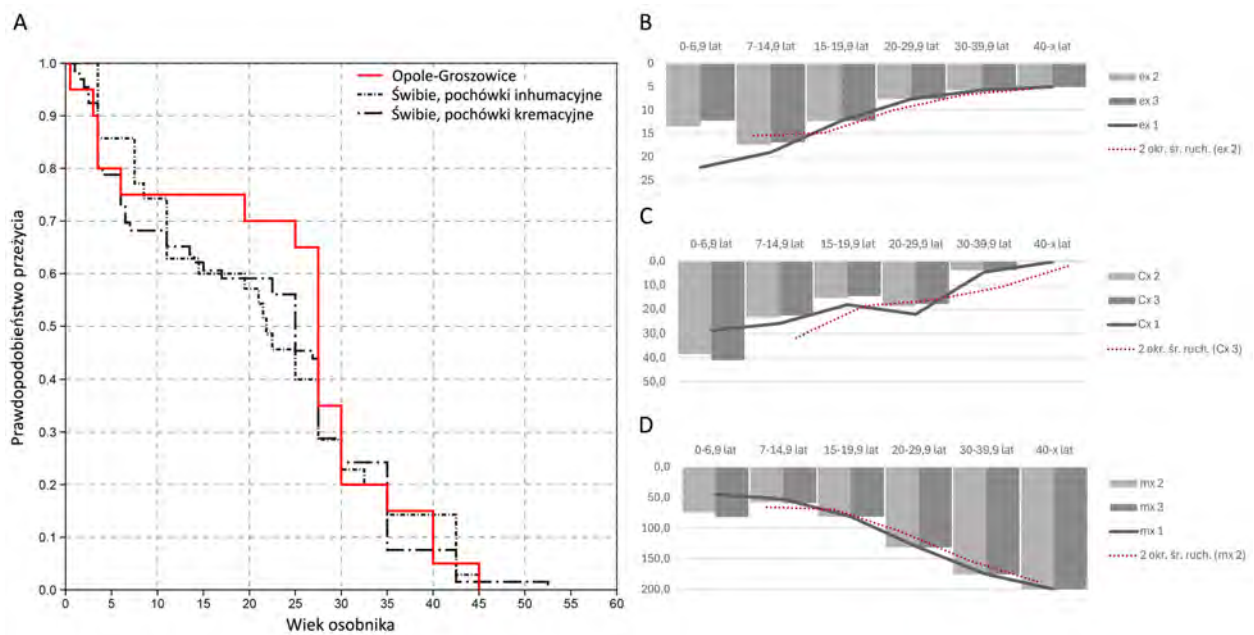 A
Prawdopodobieństwo przeżycia
1.0
0.9
0.8
0.7
0.6
0.5
0.4
0.3
0.2
0.1
0.0
Opole-Groszowice
Świbie, pochówki inhumacyjne
Świbie, pochówki kremacyjne
0 5 10 15 20 25 30 35 40 45 50 55 60
Wiek osobnika
B
0-6,9 lat 7-14,9 lat 15-19,9 lat 20-29,9 lat 30-39,9 lat 40-x lat
0
5
10
15
20
25
ex 2
ex 3
ex 1
2 okr. śr. ruch. (ex 2)
C
0-6,9 lat 7-14,9 lat 15-19,9 lat 20-29,9 lat 30-39,9 lat 40-x lat
0,0
10,0
20,0
30,0
40,0
50,0
Cx 2
Cx 3
Cx 1
2 okr. śr. ruch. (Cx 3)
D
0-6,9 lat 7-14,9 lat 15-19,9 lat 20-29,9 lat 30-39,9 lat 40-x lat
0,0
50,0
100,0
150,0
200,0
mx 2
mx 3
mx 1
2 okr. śr. ruch. (mx 2)